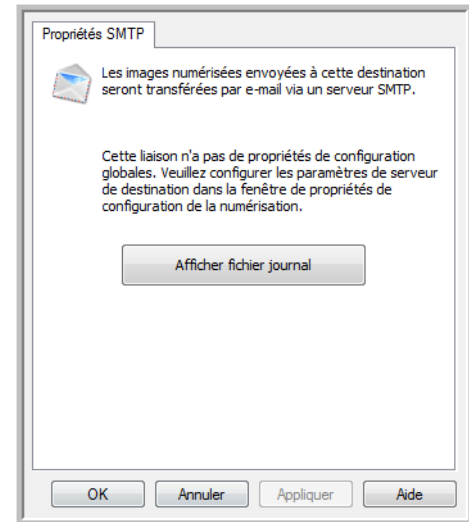 Propriétés SMTP
Les images numérisées envoyées à cette destination
seront transférées par e-mail via un serveur SMTP.
Cette liaison n'a pas de propriétés de configuration
globales. Veuillez configurer les paramètres de serveur
de destination dans la fenêtre de propriétés de
configuration de la numérisation.
Afficher fichier journal
OK Annuler Appliquer Aide